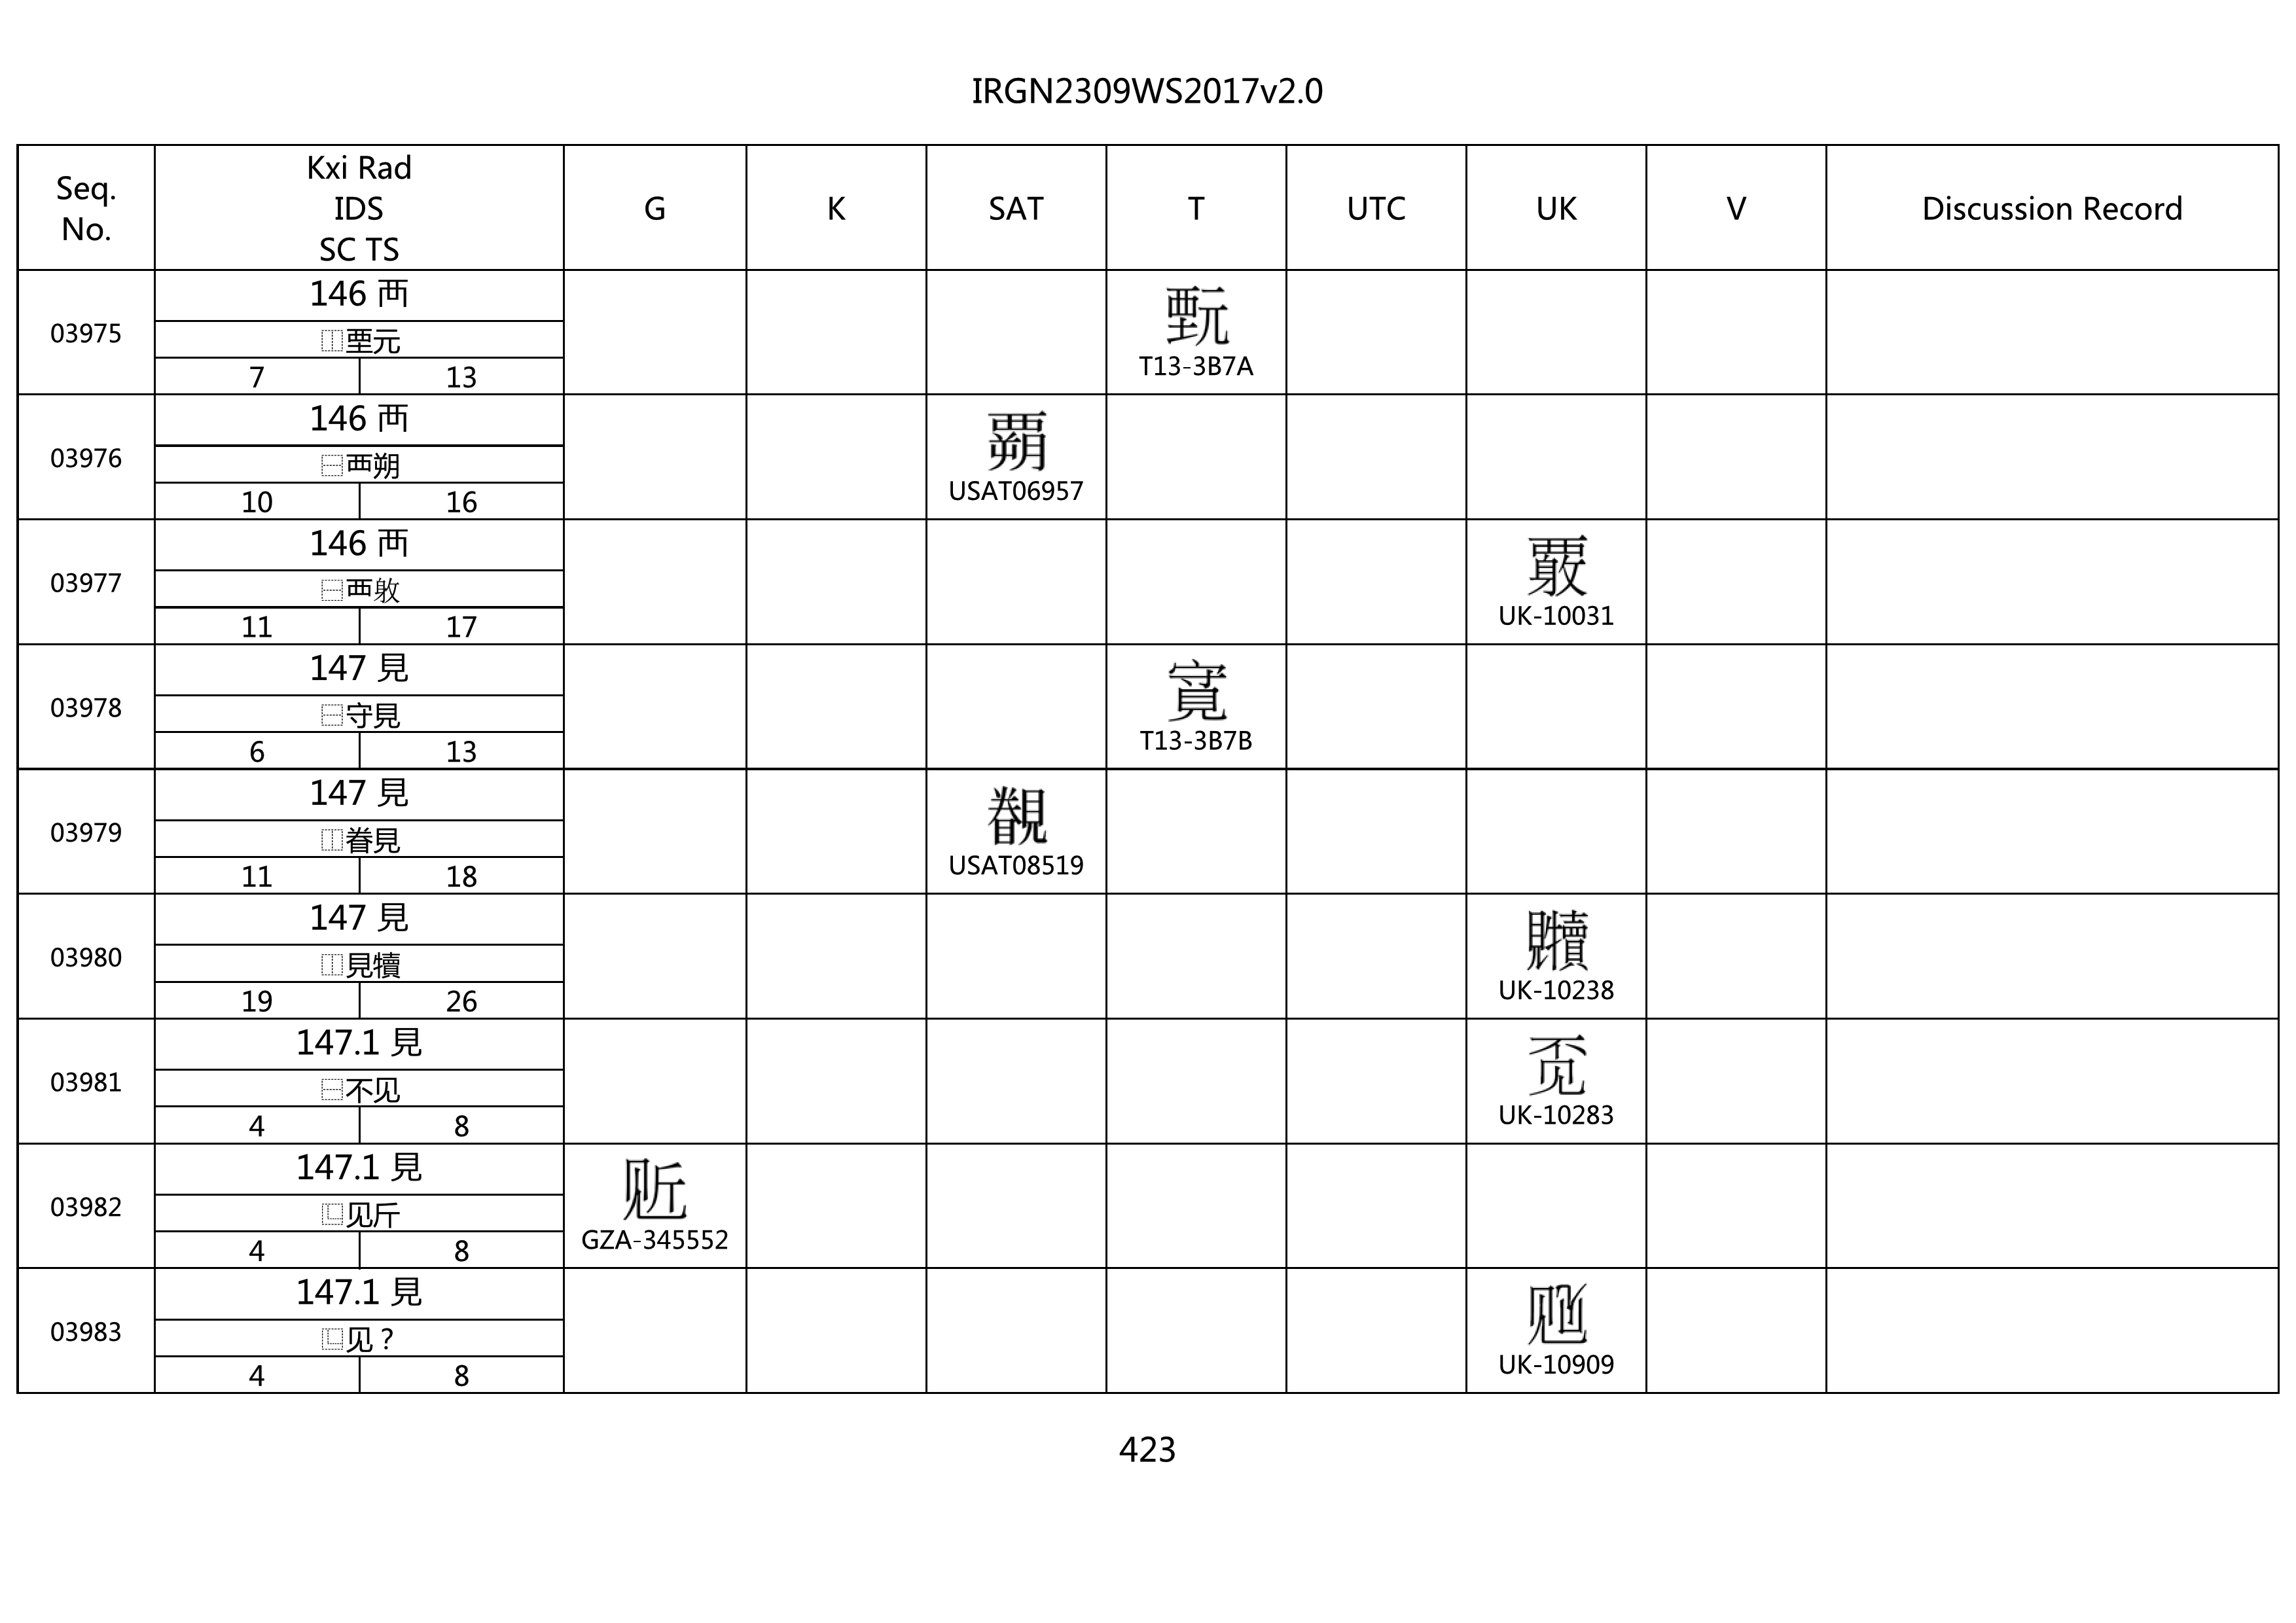 IRGN2309WS2017v2.0
Seq. No.
Kxi Rad
IDS
SC TS
G K SAT T UTC UK V Discussion Record
03975
146 襾
⿰垔元
7 13
T13-3B7A
03976
146 襾
⿱覀朔
10 16
USAT06957
03977
146 襾
⿱覀
11 17
UK-10031
03978
147 見
⿱守見
6 13
T13-3B7B
03979
147 見
⿰眷見
11 18
USAT08519
03980
147 見
⿰見犢
19 26
UK-10238
03981
147.1 見
⿱不见
4 8
UK-10283
03982
147.1 見
⿺见斤
4 8
GZA-345552
03983
147.1 見
⿺见?
4 8
UK-10909
423